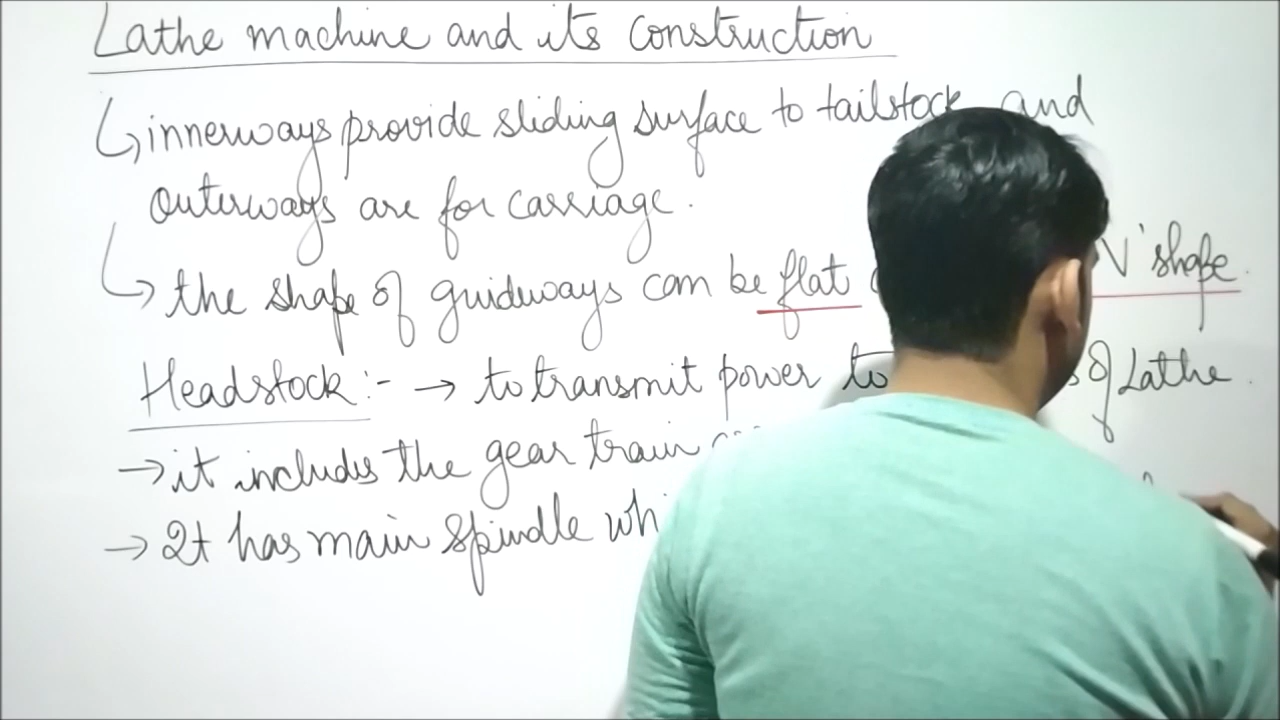 Lathe machine and its construction
innerways provide sliding surface to tailstock and
outerways are for carriage.
→ the shape of guideways can be flat V' shape.
Headstock:- → to transmit power to of Lathe.
→ it includes the gear train
→ It has main spindle